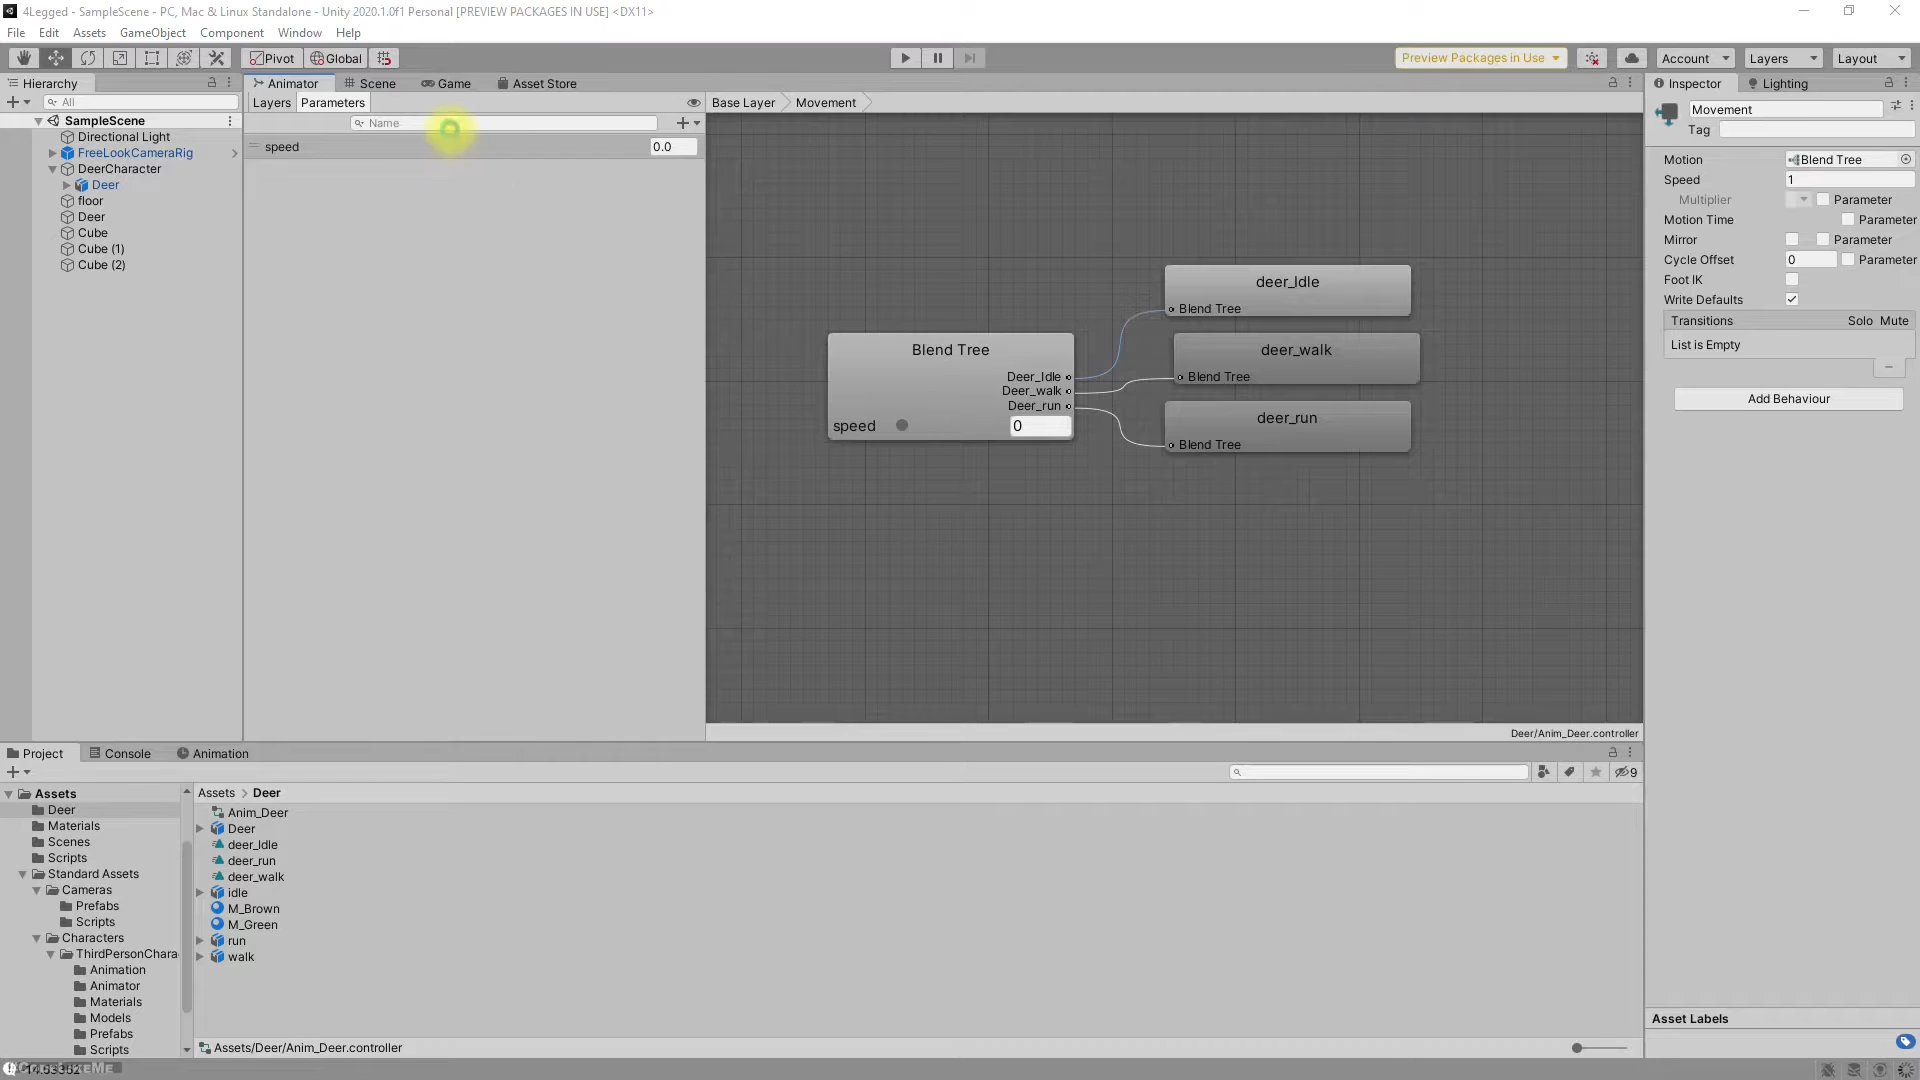 4Legged - SampleScene - PC, Mac & Linux Standalone - Unity 2020.1.0f1 Personal [PREVIEW PACKAGES IN USE] <DX11>
File Edit Assets GameObject Component Window Help
Pivot Global Preview Packages in Use Account Layers Layout
Hierarchy Animator Scene Game Asset Store Inspector Lighting
All Layers Parameters Base Layer Movement Movement
Name
Tag
SampleScene
Directional Light speed 0.0
FreeLookCameraRig Motion Blend Tree
DeerCharacter Speed 1
Deer Multiplier Parameter
floor Motion Time Parameter
Deer Mirror Parameter
Cube Cycle Offset 0 Parameter
Cube (1) Foot IK
Cube (2) Write Defaults
Transitions Solo Mute
List is Empty
Add Behaviour
deer_Idle
Blend Tree
Blend Tree
Deer_Idle
Deer_walk
Deer_run
speed 0
deer_walk
Blend Tree
deer_run
Blend Tree
Deer/Anim_Deer.controller
Project Console Animation
9
Assets
Deer
Materials
Scenes
Scripts
Standard Assets
Cameras
Prefabs
Scripts
Characters
ThirdPersonChara
Animation
Animator
Materials
Models
Prefabs
Scripts
Assets > Deer
Anim_Deer
Deer
deer_Idle
deer_run
deer_walk
idle
M_Brown
M_Green
run
walk
Assets/Deer/Anim_Deer.controller
Asset Labels